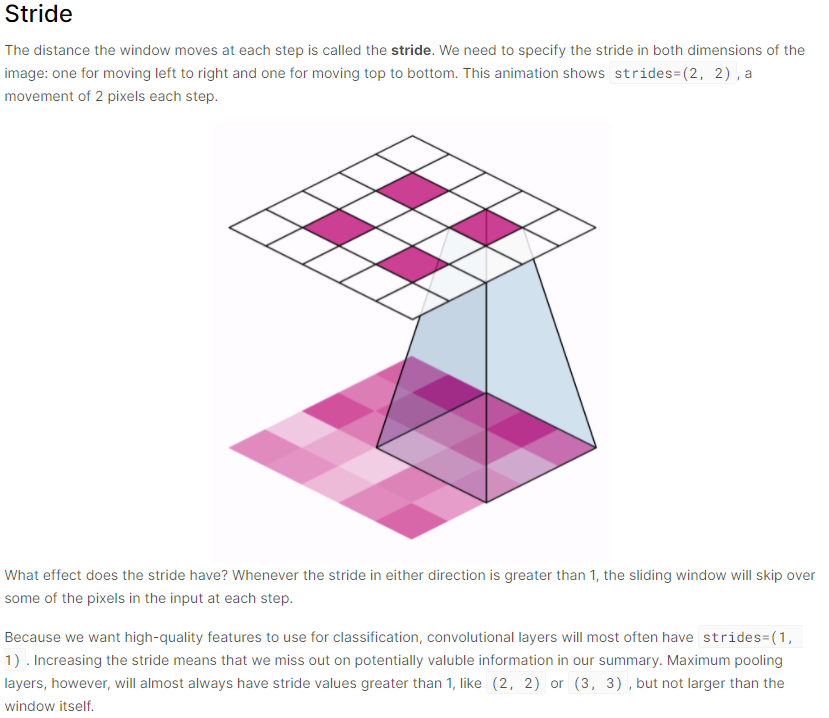 Stride
The distance the window moves at each step is called the stride. We need to specify the stride in both dimensions of the
image: one for moving left to right and one for moving top to bottom. This animation shows strides=(2, 2) , a
movement of 2 pixels each step.
What effect does the stride have? Whenever the stride in either direction is greater than 1, the sliding window will skip over
some of the pixels in the input at each step.
Because we want high-quality features to use for classification, convolutional layers will most often have strides=(1,
1) . Increasing the stride means that we miss out on potentially valuble information in our summary. Maximum pooling
layers, however, will almost always have stride values greater than 1, like (2, 2) or (3, 3) , but not larger than the
window itself.